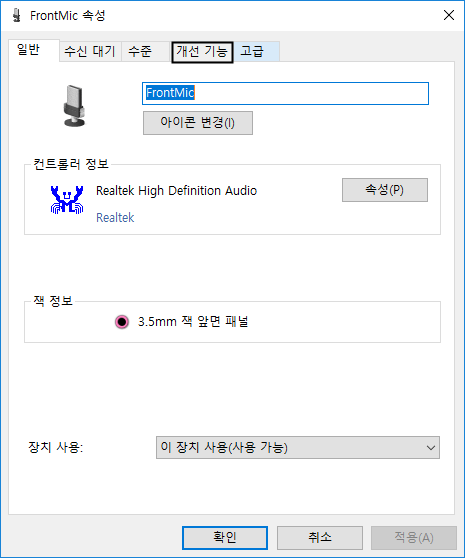 FrontMic 속성
일반 수신 대기 수준 개선 기능 고급
FrontMic
아이콘 변경(I)
컨트롤러 정보
Realtek High Definition Audio
속성(P)
Realtek
잭 정보
3.5mm 잭 앞면 패널
장치 사용:
이 장치 사용(사용 가능)
확인 취소 적용(A)